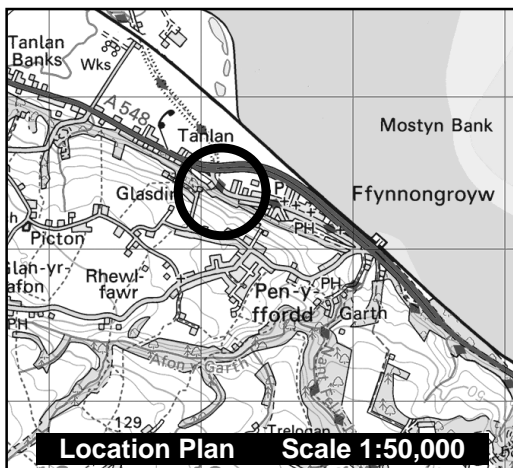 Tanlan
Banks
Wks
A 548
Tanlan
Mostyn Bank
Glasdir
P
Ffynnongroyw
PH
Picton
Glan-yr-
afon
Rhewl-
fawr
Pen-y-
ffordd
PH
Garth
PH
Afon y Garth
129
Trelogan
Location Plan Scale 1:50,000